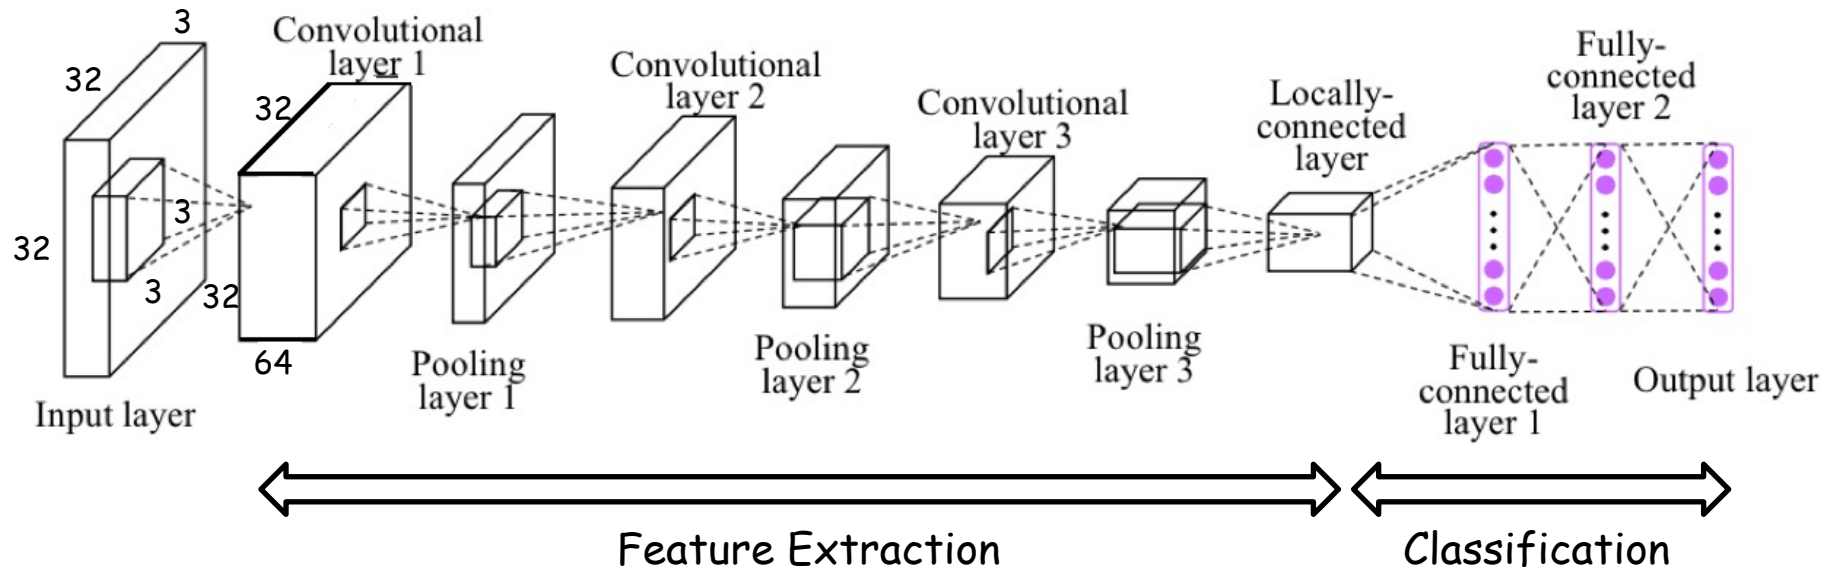 3
32
32
3
3
Input layer
Convolutional
layer 1
32
32
64
Pooling
layer 1
Convolutional
layer 2
Pooling
layer 2
Convolutional
layer 3
Pooling
layer 3
Locally-
connected
layer
Fully-
connected
layer 1
Fully-
connected
layer 2
Output layer
Feature Extraction
Classification